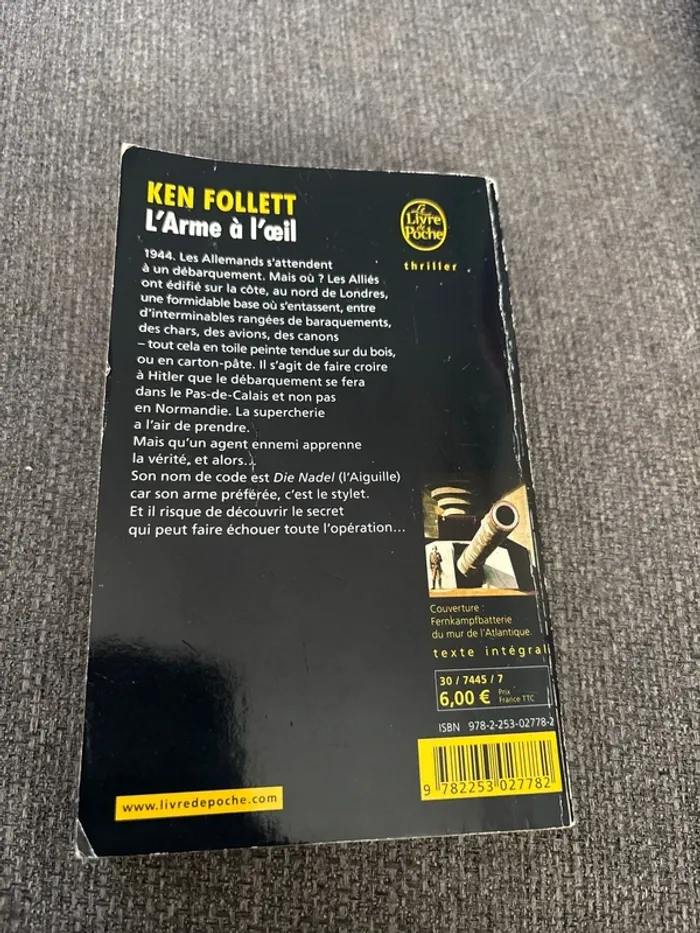 KEN FOLLETT
L'Arme à l'œil
Le
Livre
de
Poche
thriller
1944. Les Allemands s'attendent
à un débarquement. Mais où ? Les Alliés
ont édifié sur la côte, au nord de Londres,
une formidable base où s'entassent, entre
d'interminables rangées de baraquements,
des chars, des avions, des canons
– tout cela en toile peinte tendue sur du bois,
ou en carton-pâte. Il s'agit de faire croire
à Hitler que le débarquement se fera
dans le Pas-de-Calais et non pas
en Normandie. La supercherie
a l'air de prendre.
Mais qu'un agent ennemi apprenne
la vérité, et alors...
Son nom de code est Die Nadel (l'Aiguille)
car son arme préférée, c'est le stylet.
Et il risque de découvrir le secret
qui peut faire échouer toute l'opération...
Couverture :
Fernkampfbatterie
du mur de l'Atlantique.
texte intégral
30 / 7445 / 7
6,00 € Prix
France TTC
ISBN 978-2-253-02778-2
9 782253 027782
www.livredepoche.com